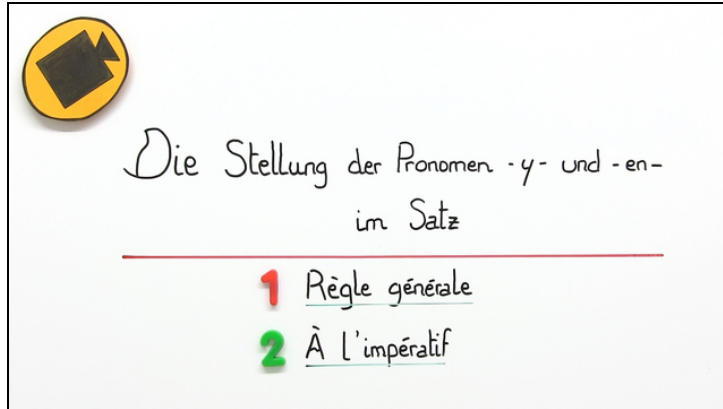 Die Stellung der Pronomen -y- und -en-
im Satz
1 Règle générale
2 À l'impératif